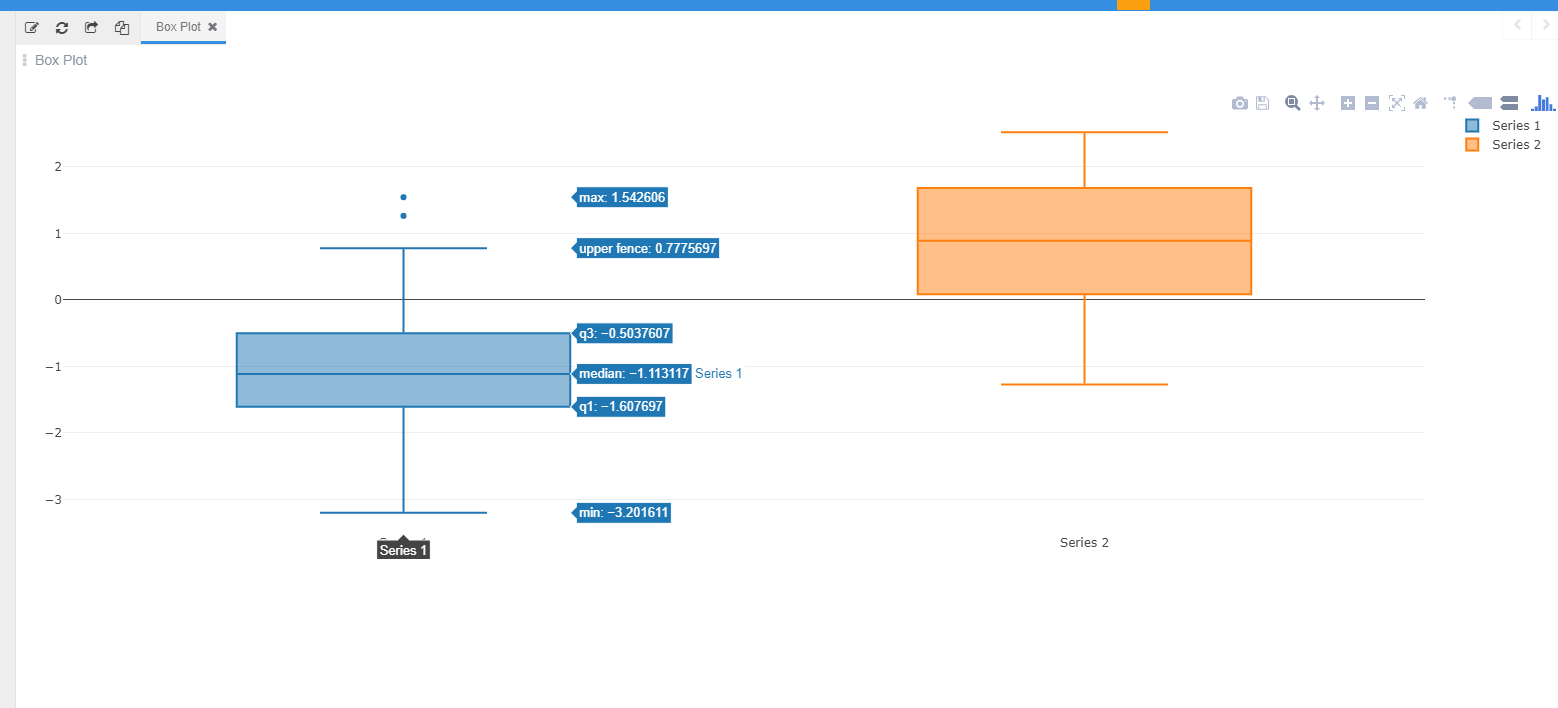 Box Plot
Box Plot
Series 1
Series 2
2
1
0
−1
−2
−3
max: 1.542606
upper fence: 0.7775697
q3: −0.5037607
median: −1.113117 Series 1
q1: −1.607697
min: −3.201611
Series 1
Series 2